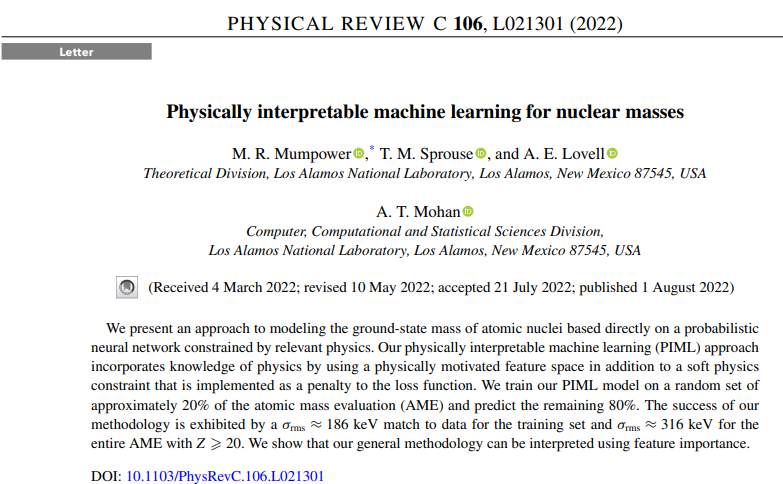 PHYSICAL REVIEW C 106, L021301 (2022)
Letter
Physically interpretable machine learning for nuclear masses
M. R. Mumpower iD,* T. M. Sprouse iD, and A. E. Lovell iD
Theoretical Division, Los Alamos National Laboratory, Los Alamos, New Mexico 87545, USA
A. T. Mohan iD
Computer, Computational and Statistical Sciences Division,
Los Alamos National Laboratory, Los Alamos, New Mexico 87545, USA
(Received 4 March 2022; revised 10 May 2022; accepted 21 July 2022; published 1 August 2022)
We present an approach to modeling the ground-state mass of atomic nuclei based directly on a probabilistic
neural network constrained by relevant physics. Our physically interpretable machine learning (PIML) approach
incorporates knowledge of physics by using a physically motivated feature space in addition to a soft physics
constraint that is implemented as a penalty to the loss function. We train our PIML model on a random set of
approximately 20% of the atomic mass evaluation (AME) and predict the remaining 80%. The success of our
methodology is exhibited by a σrms ≈ 186 keV match to data for the training set and σrms ≈ 316 keV for the
entire AME with Z ⩾ 20. We show that our general methodology can be interpreted using feature importance.
DOI: 10.1103/PhysRevC.106.L021301